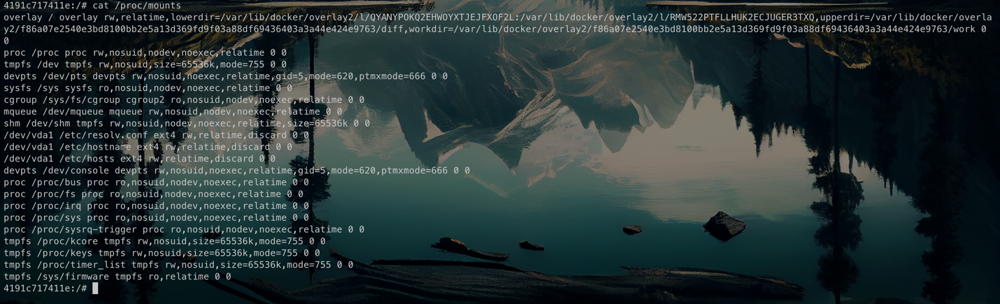 4191c717411e:/# cat /proc/mounts
overlay / overlay rw,relatime,lowerdir=/var/lib/docker/overlay2/l/QYANYPOKQ2EHWOYXTJEJFXOF2L:/var/lib/docker/overlay2/l/RMW522PTFLLHUK2ECJUGER3TXQ,upperdir=/var/lib/docker/overla
y2/f86a07e2540e3bd8100bb2e5a13d369fd9f03a88df69436403a3a44e424e9763/diff,workdir=/var/lib/docker/overlay2/f86a07e2540e3bd8100bb2e5a13d369fd9f03a88df69436403a3a44e424e9763/work 0
0
proc /proc proc rw,nosuid,nodev,noexec,relatime 0 0
tmpfs /dev tmpfs rw,nosuid,size=65536k,mode=755 0 0
devpts /dev/pts devpts rw,nosuid,noexec,relatime,gid=5,mode=620,ptmxmode=666 0 0
sysfs /sys sysfs ro,nosuid,nodev,noexec,relatime 0 0
cgroup /sys/fs/cgroup cgroup2 ro,nosuid,nodev,noexec,relatime 0 0
mqueue /dev/mqueue mqueue rw,nosuid,nodev,noexec,relatime 0 0
shm /dev/shm tmpfs rw,nosuid,nodev,noexec,relatime,size=65536k 0 0
/dev/vda1 /etc/resolv.conf ext4 rw,relatime,discard 0 0
/dev/vda1 /etc/hostname ext4 rw,relatime,discard 0 0
/dev/vda1 /etc/hosts ext4 rw,relatime,discard 0 0
devpts /dev/console devpts rw,nosuid,noexec,relatime,gid=5,mode=620,ptmxmode=666 0 0
proc /proc/bus proc ro,nosuid,nodev,noexec,relatime 0 0
proc /proc/fs proc ro,nosuid,nodev,noexec,relatime 0 0
proc /proc/irq proc ro,nosuid,nodev,noexec,relatime 0 0
proc /proc/sys proc ro,nosuid,nodev,noexec,relatime 0 0
proc /proc/sysrq-trigger proc ro,nosuid,nodev,noexec,relatime 0 0
tmpfs /proc/kcore tmpfs rw,nosuid,size=65536k,mode=755 0 0
tmpfs /proc/keys tmpfs rw,nosuid,size=65536k,mode=755 0 0
tmpfs /proc/timer_list tmpfs rw,nosuid,size=65536k,mode=755 0 0
tmpfs /sys/firmware tmpfs ro,relatime 0 0
4191c717411e:/#